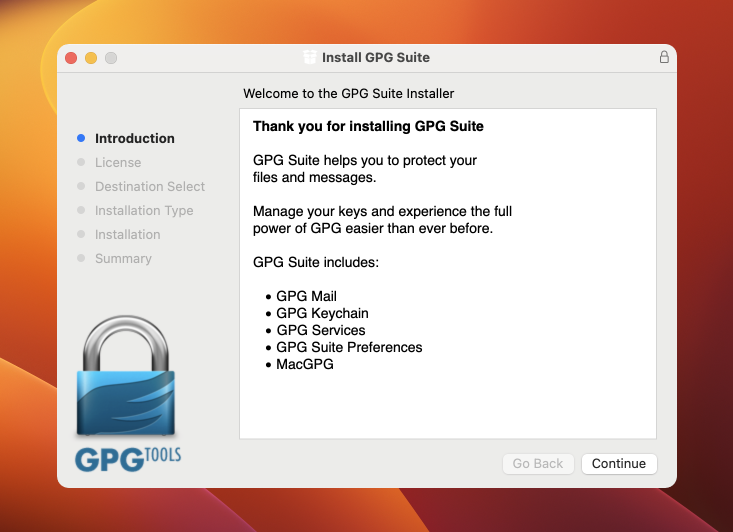 Install GPG Suite
Welcome to the GPG Suite Installer
Introduction
License
Destination Select
Installation Type
Installation
Summary
Thank you for installing GPG Suite
GPG Suite helps you to protect your
files and messages.
Manage your keys and experience the full
power of GPG easier than ever before.
GPG Suite includes:
• GPG Mail
• GPG Keychain
• GPG Services
• GPG Suite Preferences
• MacGPG
GPGTOOLS
Go Back
Continue